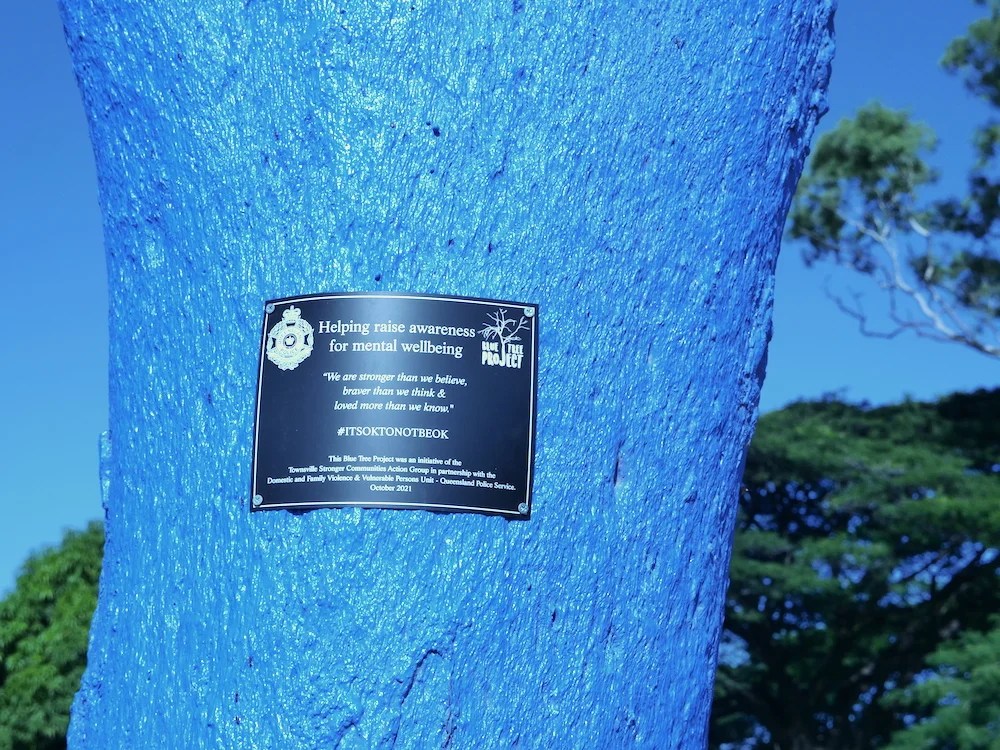 Helping raise awareness
for mental wellbeing
BLUE TREE
PROJECT
"We are stronger than we believe,
braver than we think &
loved more than we know."
#ITSOKTONOTBEOK
This Blue Tree Project was an initiative of the
Townsville Stronger Communities Action Group in partnership with the
Domestic and Family Violence & Vulnerable Persons Unit - Queensland Police Service.
October 2021